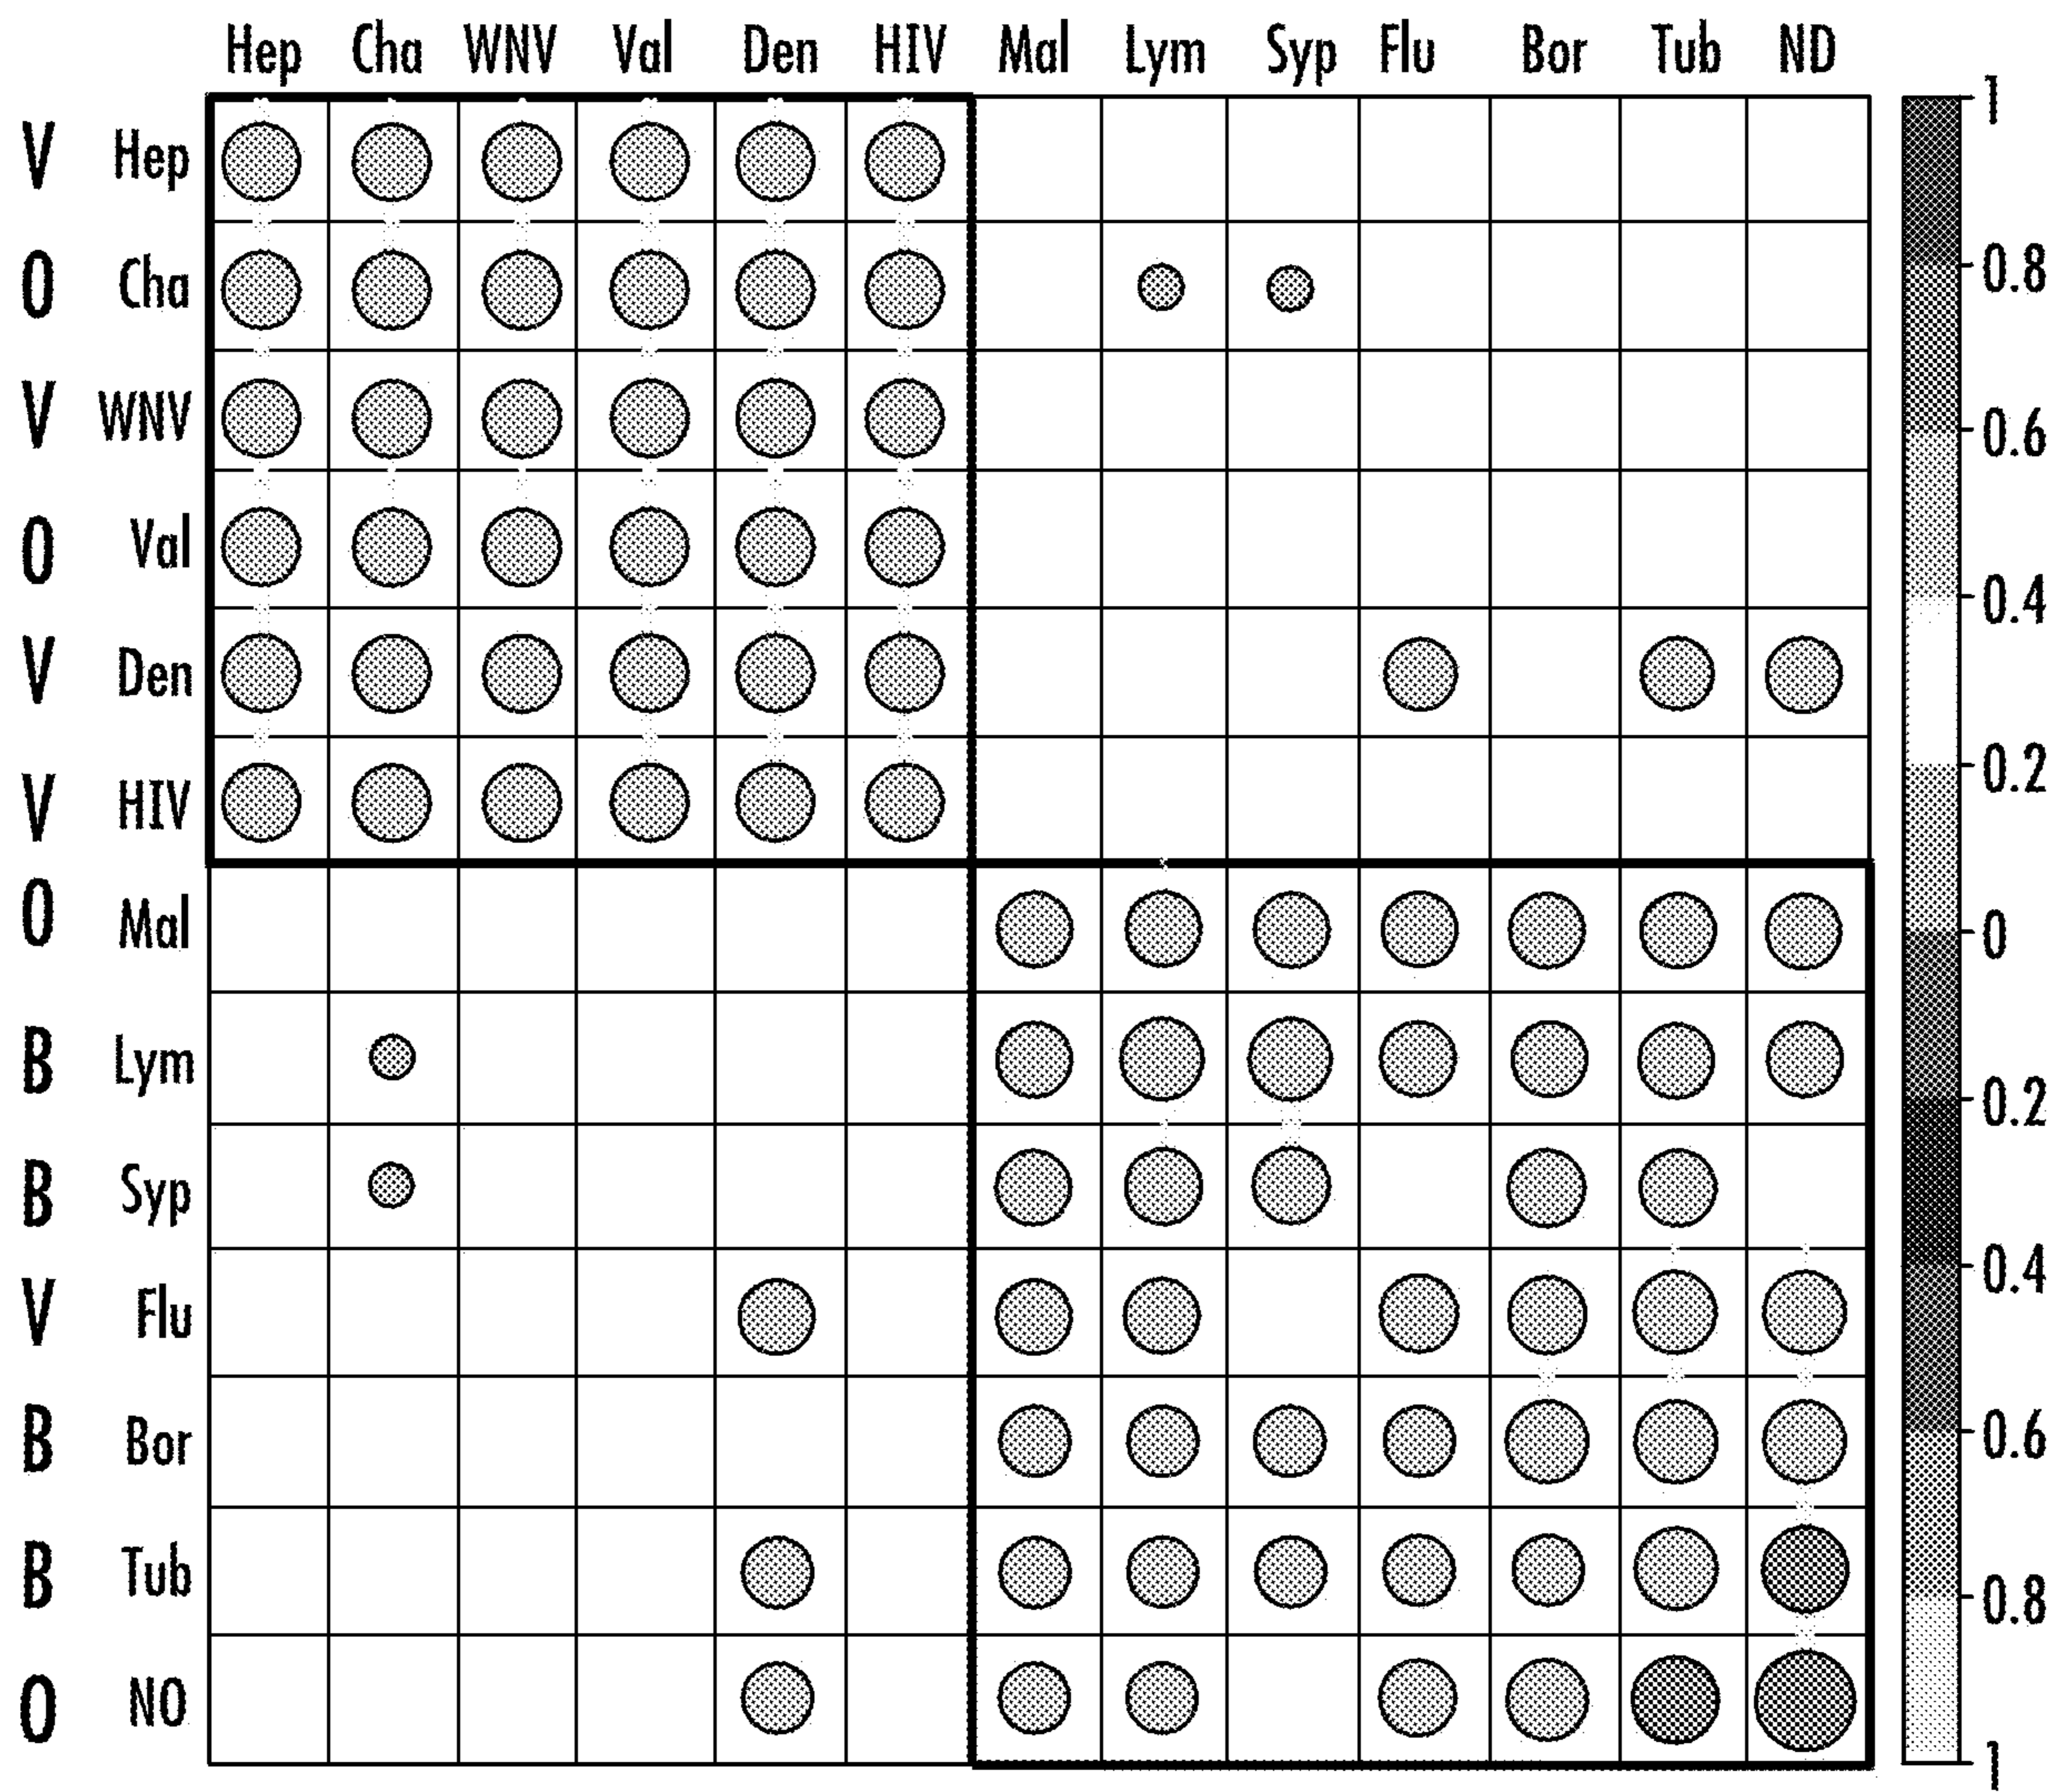 Hep Cha WNV Val Den HIV Mal Lym Syp Flu Bor Tub ND
1
V Hep
O Cha
0.8
V WNV
0.6
O Val
0.4
V Den
0.2
V HIV
O Mal
0
B Lym
0.2
B Syp
0.4
V Flu
B Bor
0.6
B Tub
0.8
O NO
1